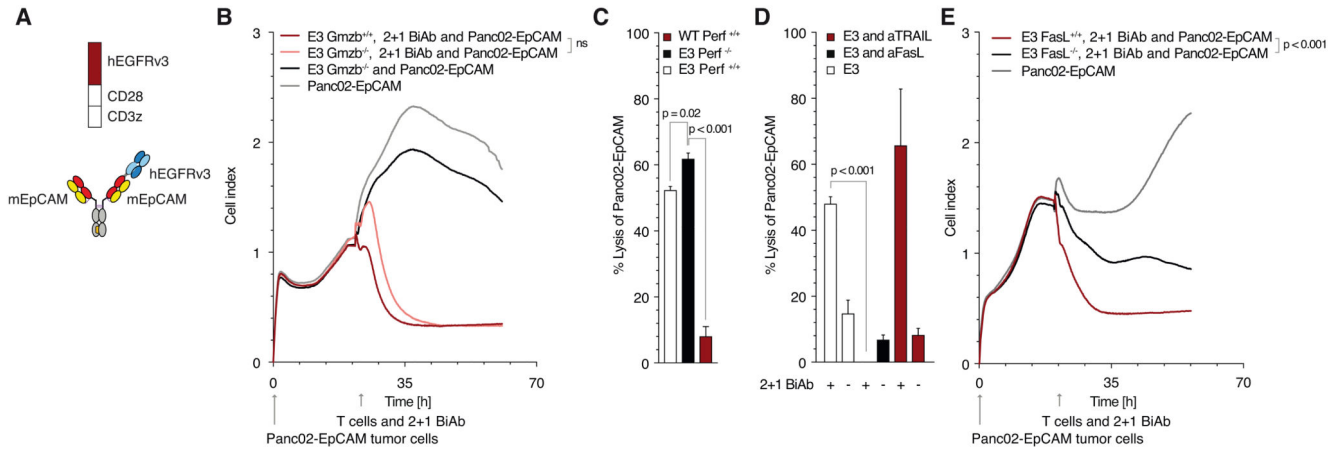 A
hEGFRv3
CD28
CD3z
hEGFRv3
mEpCAM
mEpCAM
B
E3 Gmzb+/+, 2+1 BiAb and Panc02-EpCAM
E3 Gmzb-/-, 2+1 BiAb and Panc02-EpCAM
E3 Gmzb-/- and Panc02-EpCAM
Panc02-EpCAM
ns
Cell index
3
2
1
0
0
35
70
Time [h]
T cells and 2+1 BiAb
Panc02-EpCAM tumor cells
C
WT Perf +/+
E3 Perf -/-
E3 Perf +/+
% Lysis of Panc02-EpCAM
100
80
60
40
20
0
p = 0.02
p < 0.001
D
E3 and aTRAIL
E3 and aFasL
E3
% Lysis of Panc02-EpCAM
100
80
60
40
20
0
p < 0.001
2+1 BiAb + - + - + -
E
E3 FasL+/+, 2+1 BiAb and Panc02-EpCAM
E3 FasL-/-, 2+1 BiAb and Panc02-EpCAM
Panc02-EpCAM
p < 0.001
Cell index
3
2
1
0
0
35
70
Time [h]
T cells and 2+1 BiAb
Panc02-EpCAM tumor cells